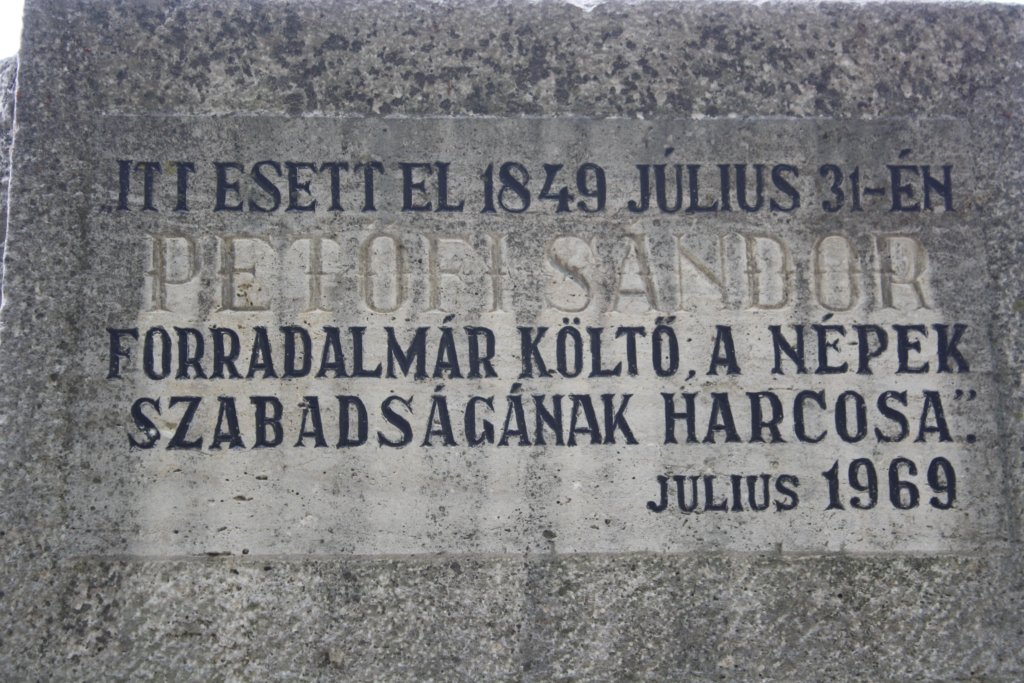 „ITT ESETT EL 1849 JÚLIUS 31-ÉN
PETŐFI SÁNDOR
FORRADALMÁR KÖLTŐ, A NÉPEK
SZABADSÁGÁNAK HARCOSA”.
JULIUS 1969